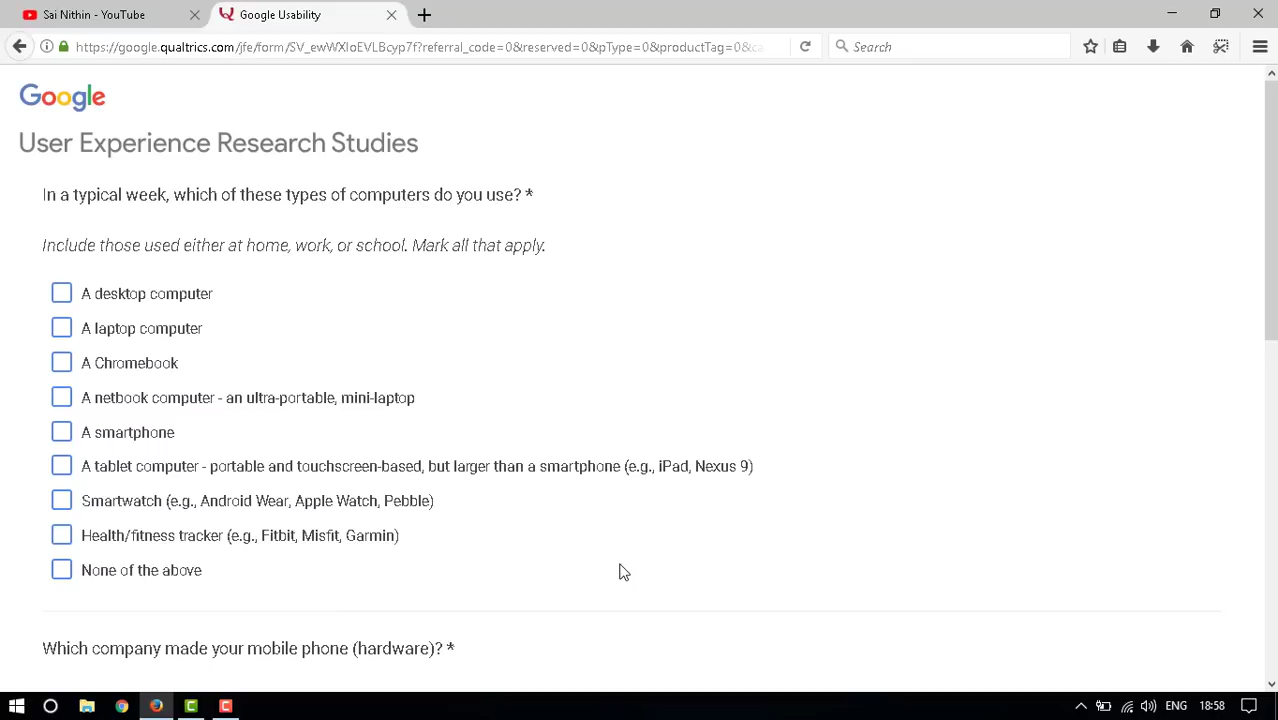 Sai Nithin - YouTube
Google Usability
https://google.qualtrics.com/jfe/form/SV_ewWXIoEVLBcyp7f?referral_code=0&reserved=0&pType=0&productTag=0&c
Search
Google
User Experience Research Studies
In a typical week, which of these types of computers do you use? *
Include those used either at home, work, or school. Mark all that apply.
A desktop computer
A laptop computer
A Chromebook
A netbook computer - an ultra-portable, mini-laptop
A smartphone
A tablet computer - portable and touchscreen-based, but larger than a smartphone (e.g., iPad, Nexus 9)
Smartwatch (e.g., Android Wear, Apple Watch, Pebble)
Health/fitness tracker (e.g., Fitbit, Misfit, Garmin)
None of the above
Which company made your mobile phone (hardware)? *
ENG
18:58